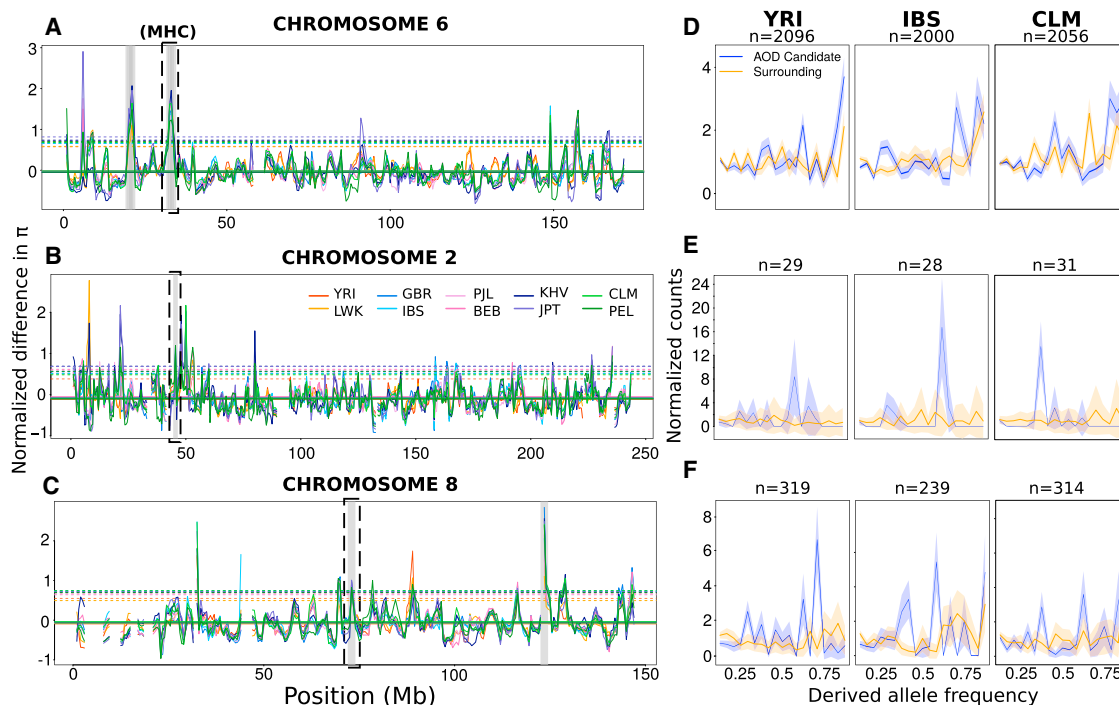 A
(MHC)
CHROMOSOME 6
3
2
1
0
0
50
100
150
B
CHROMOSOME 2
YRI
GBR
PJL
KHV
CLM
LWK
IBS
BEB
JPT
PEL
2
1
0
−1
0
50
100
150
200
250
C
CHROMOSOME 8
2
1
0
-1
0
50
100
150
Normalized difference in π
Position (Mb)
D
YRI
n=2096
IBS
n=2000
CLM
n=2056
AOD Candidate
Surrounding
4
2
0
E
n=29
n=28
n=31
24
20
16
12
8
4
0
Normalized counts
F
n=319
n=239
n=314
8
6
4
2
0
0.25
0.5
0.75
0.25
0.5
0.75
0.25
0.5
0.75
Derived allele frequency